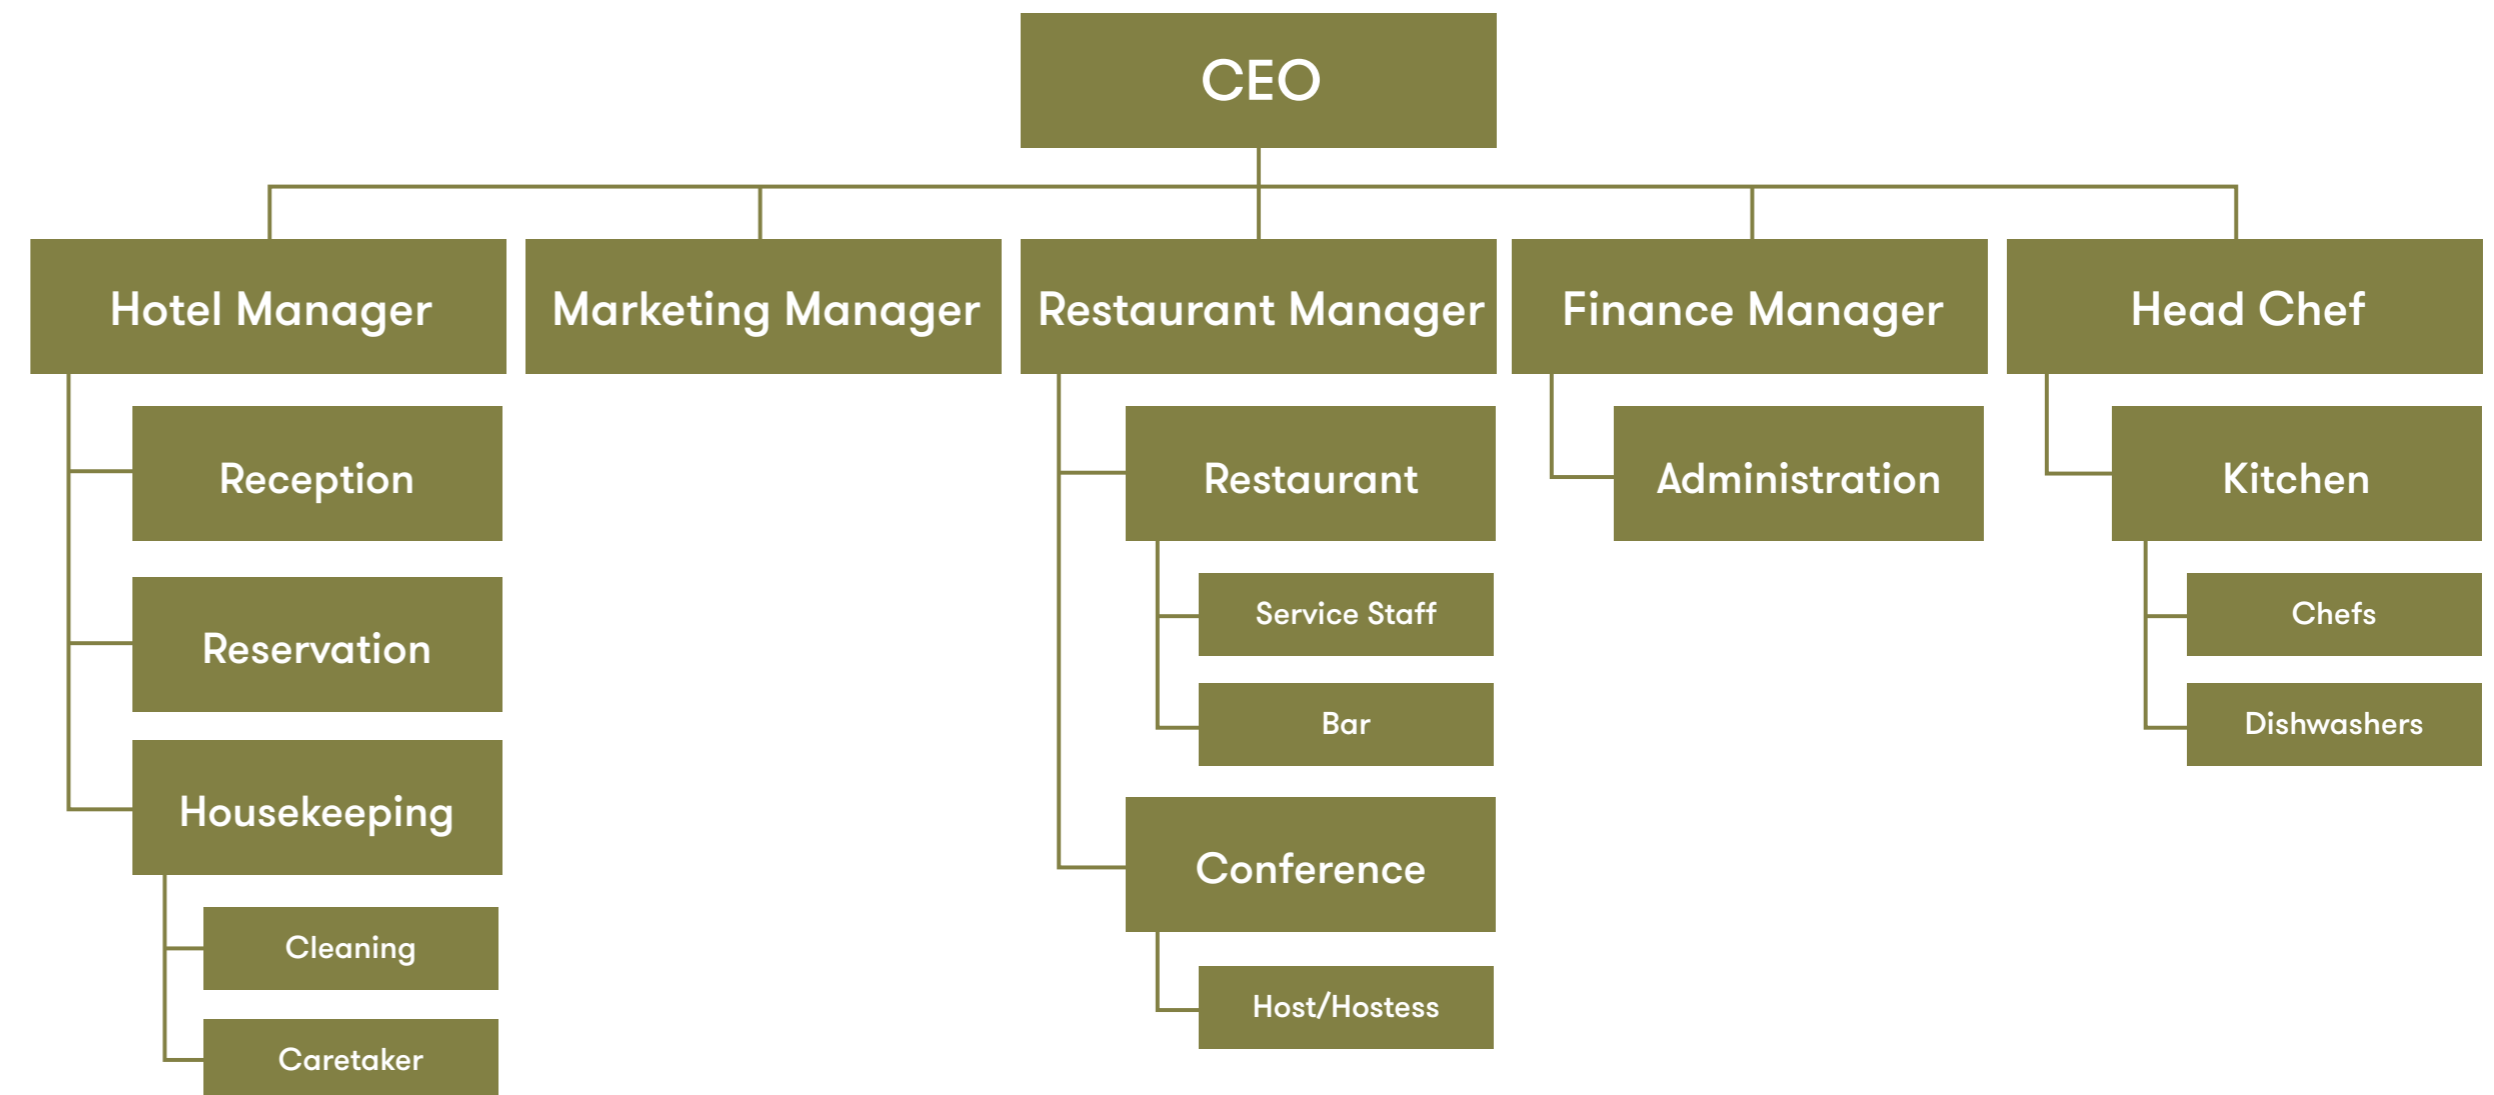 CEO
Hotel Manager
Marketing Manager
Restaurant Manager
Finance Manager
Head Chef
Reception
Reservation
Housekeeping
Cleaning
Caretaker
Restaurant
Service Staff
Bar
Conference
Host/Hostess
Administration
Kitchen
Chefs
Dishwashers